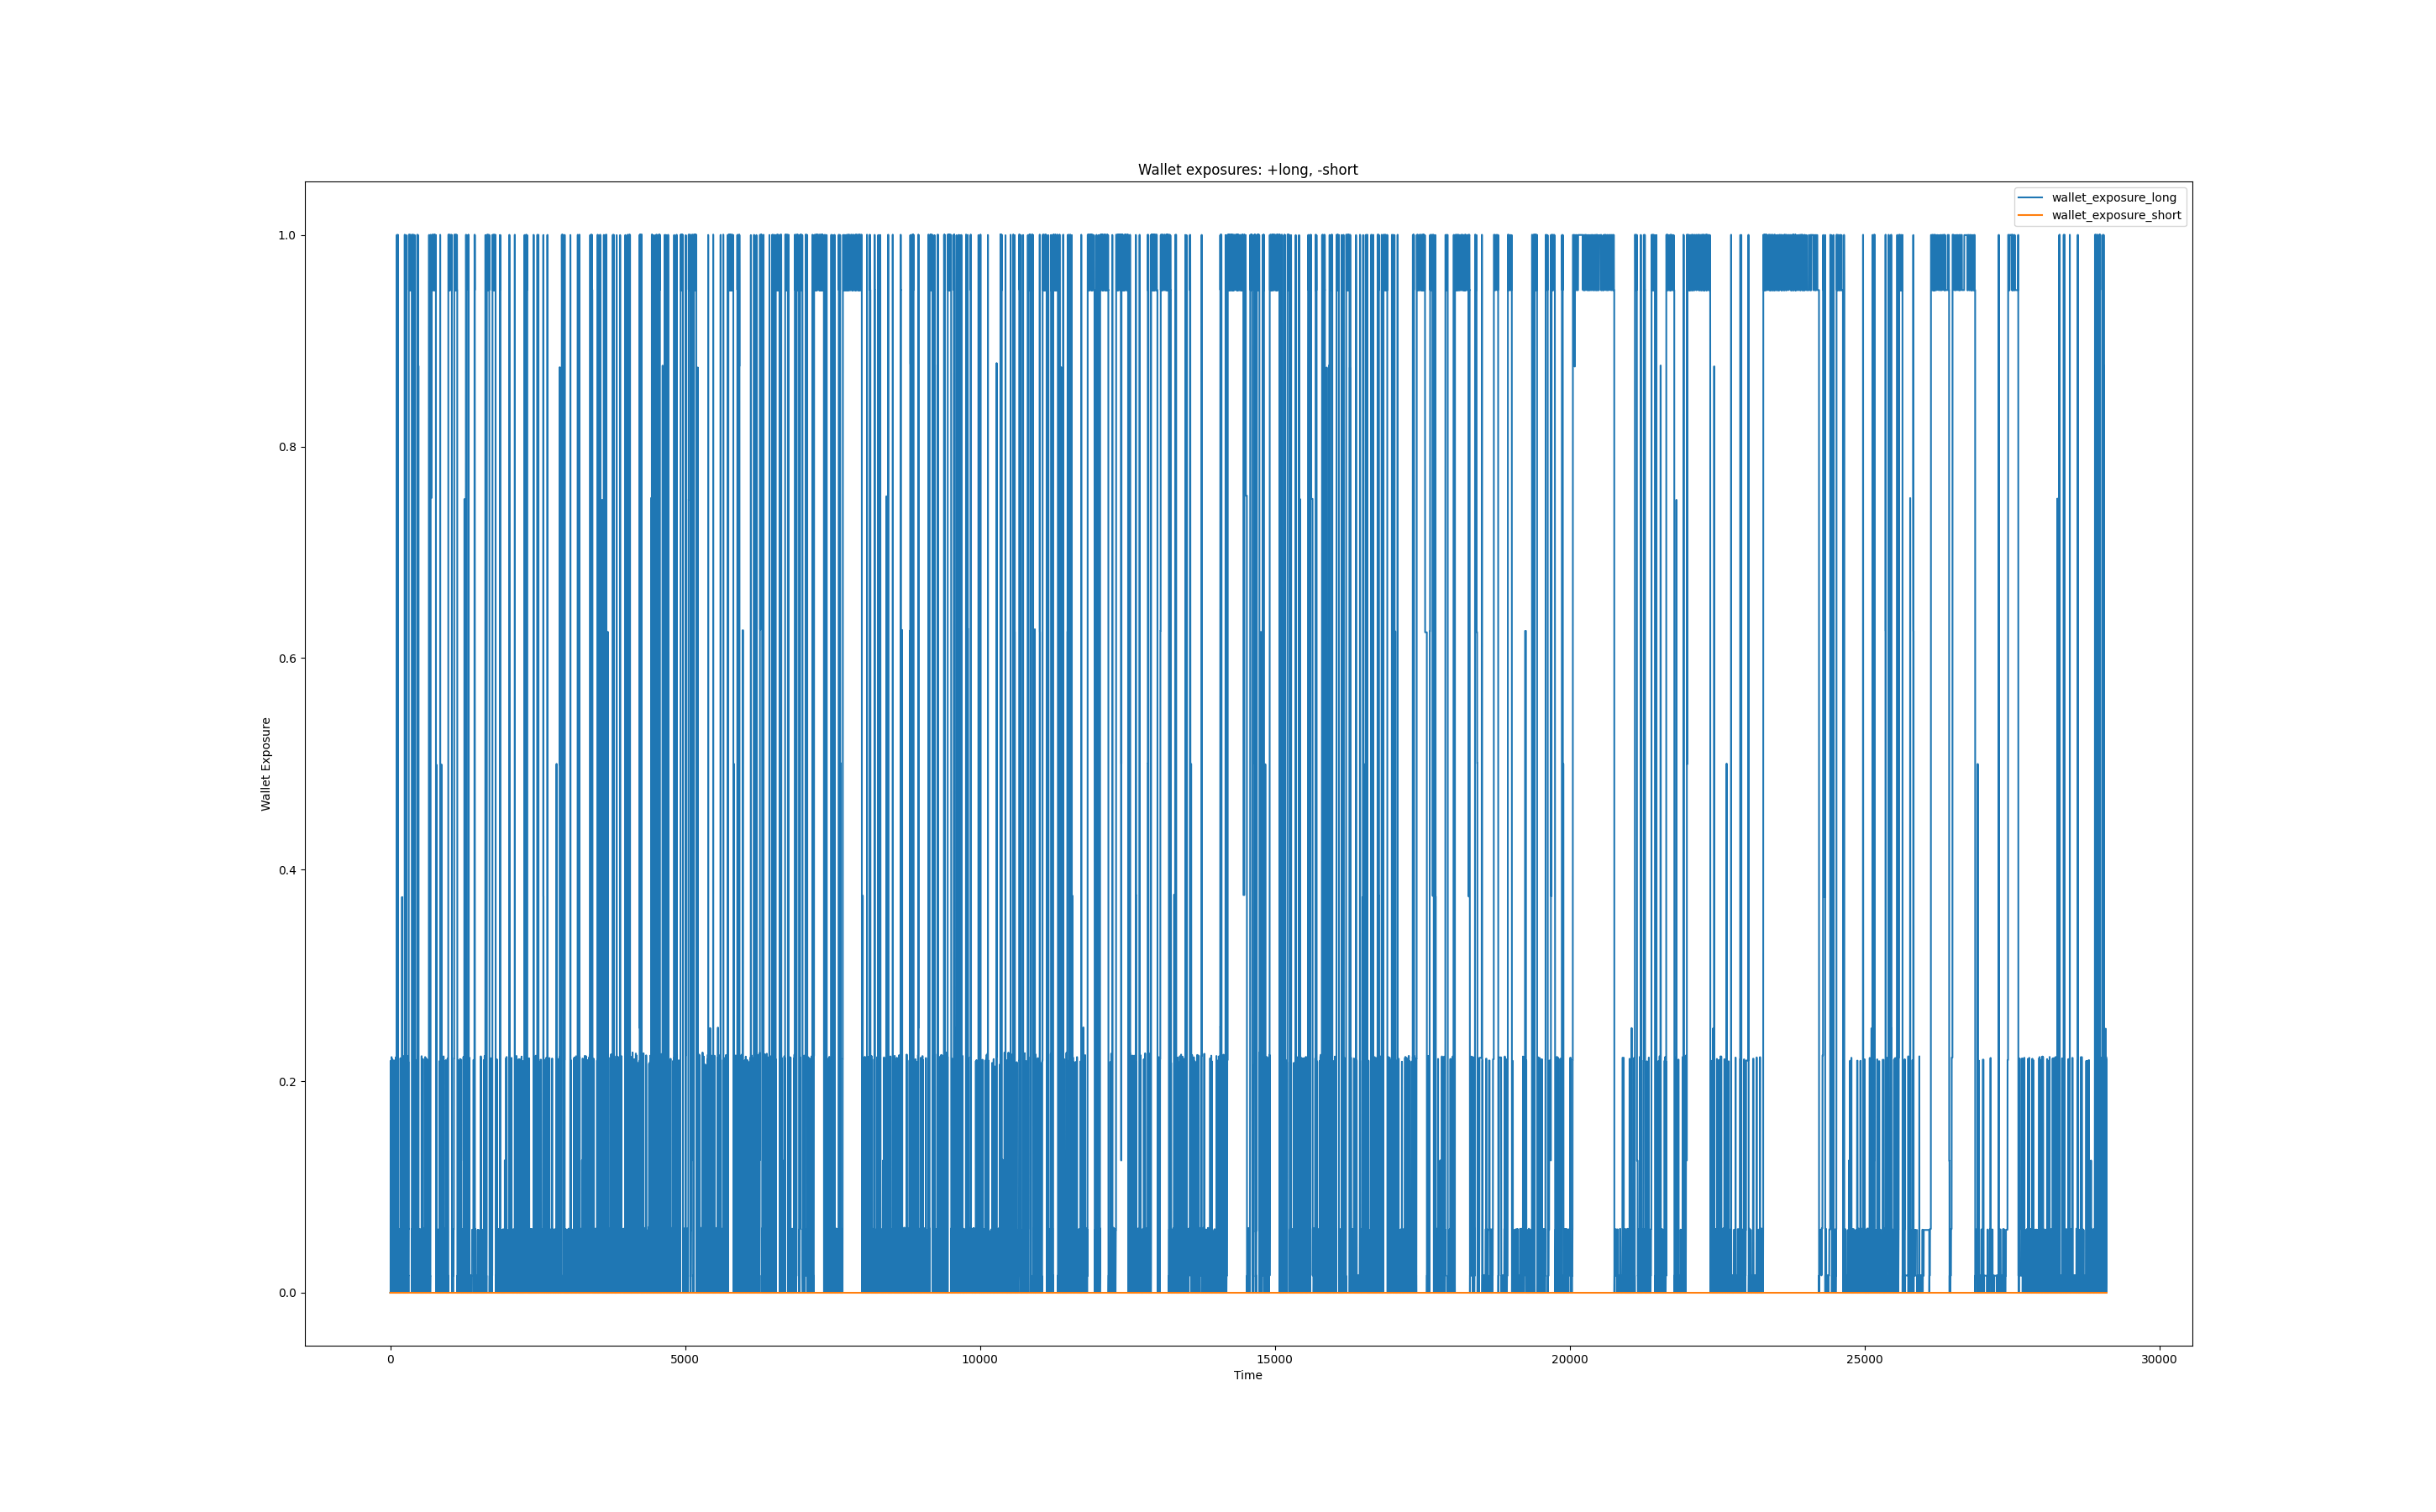 Wallet exposures: +long, -short
wallet_exposure_long
wallet_exposure_short
1.0
0.8
0.6
0.4
0.2
0.0
Wallet Exposure
0 5000 10000 15000 20000 25000 30000
Time